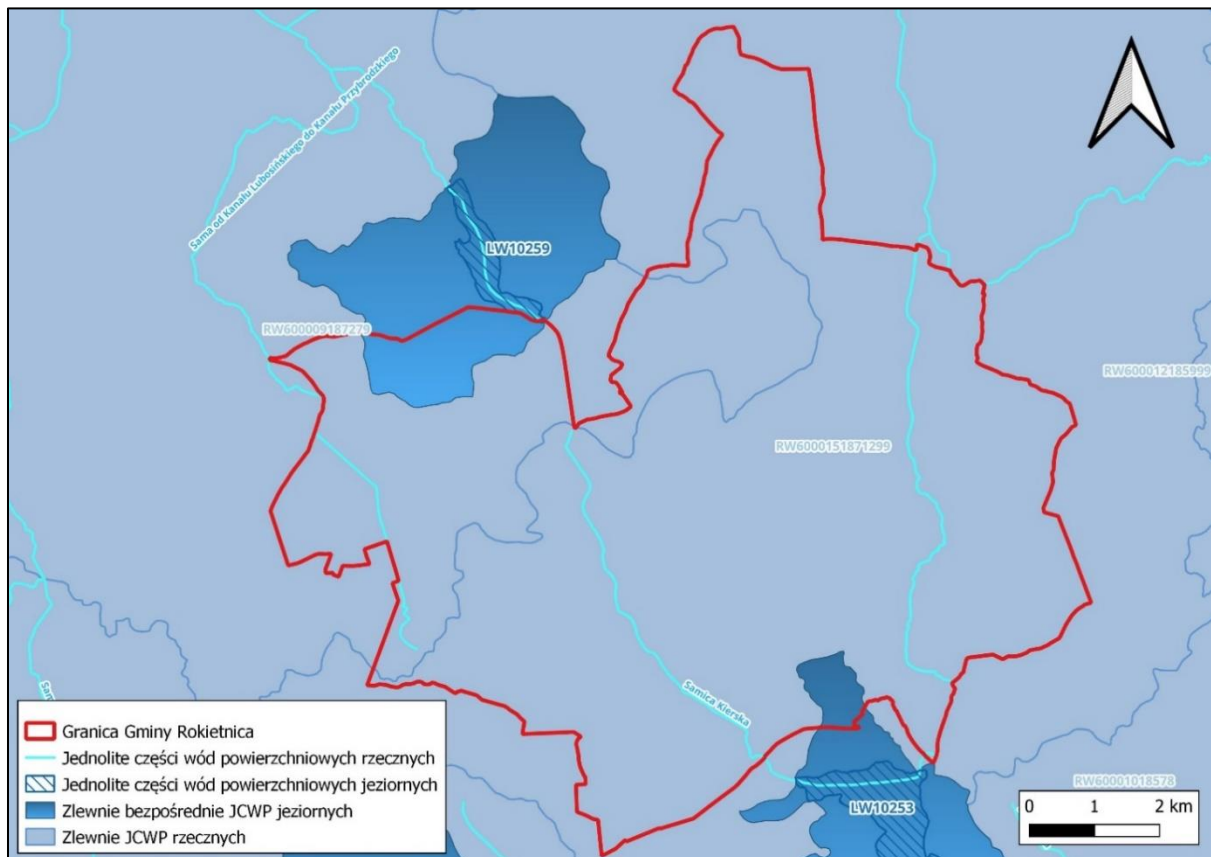 Sama od Kanału Lubosińskiego do Kanału Przybrodzkiego
LW10259
RW600009187279
RW600012185999
RW6000151871299
Samica Kierska
RW60001018578
LW10253
Granica Gminy Rokietnica
Jednolite części wód powierzchniowych rzecznych
Jednolite części wód powierzchniowych jeziornych
Zlewnie bezpośrednie JCWP jeziornych
Zlewnie JCWP rzecznych
0 1 2 km